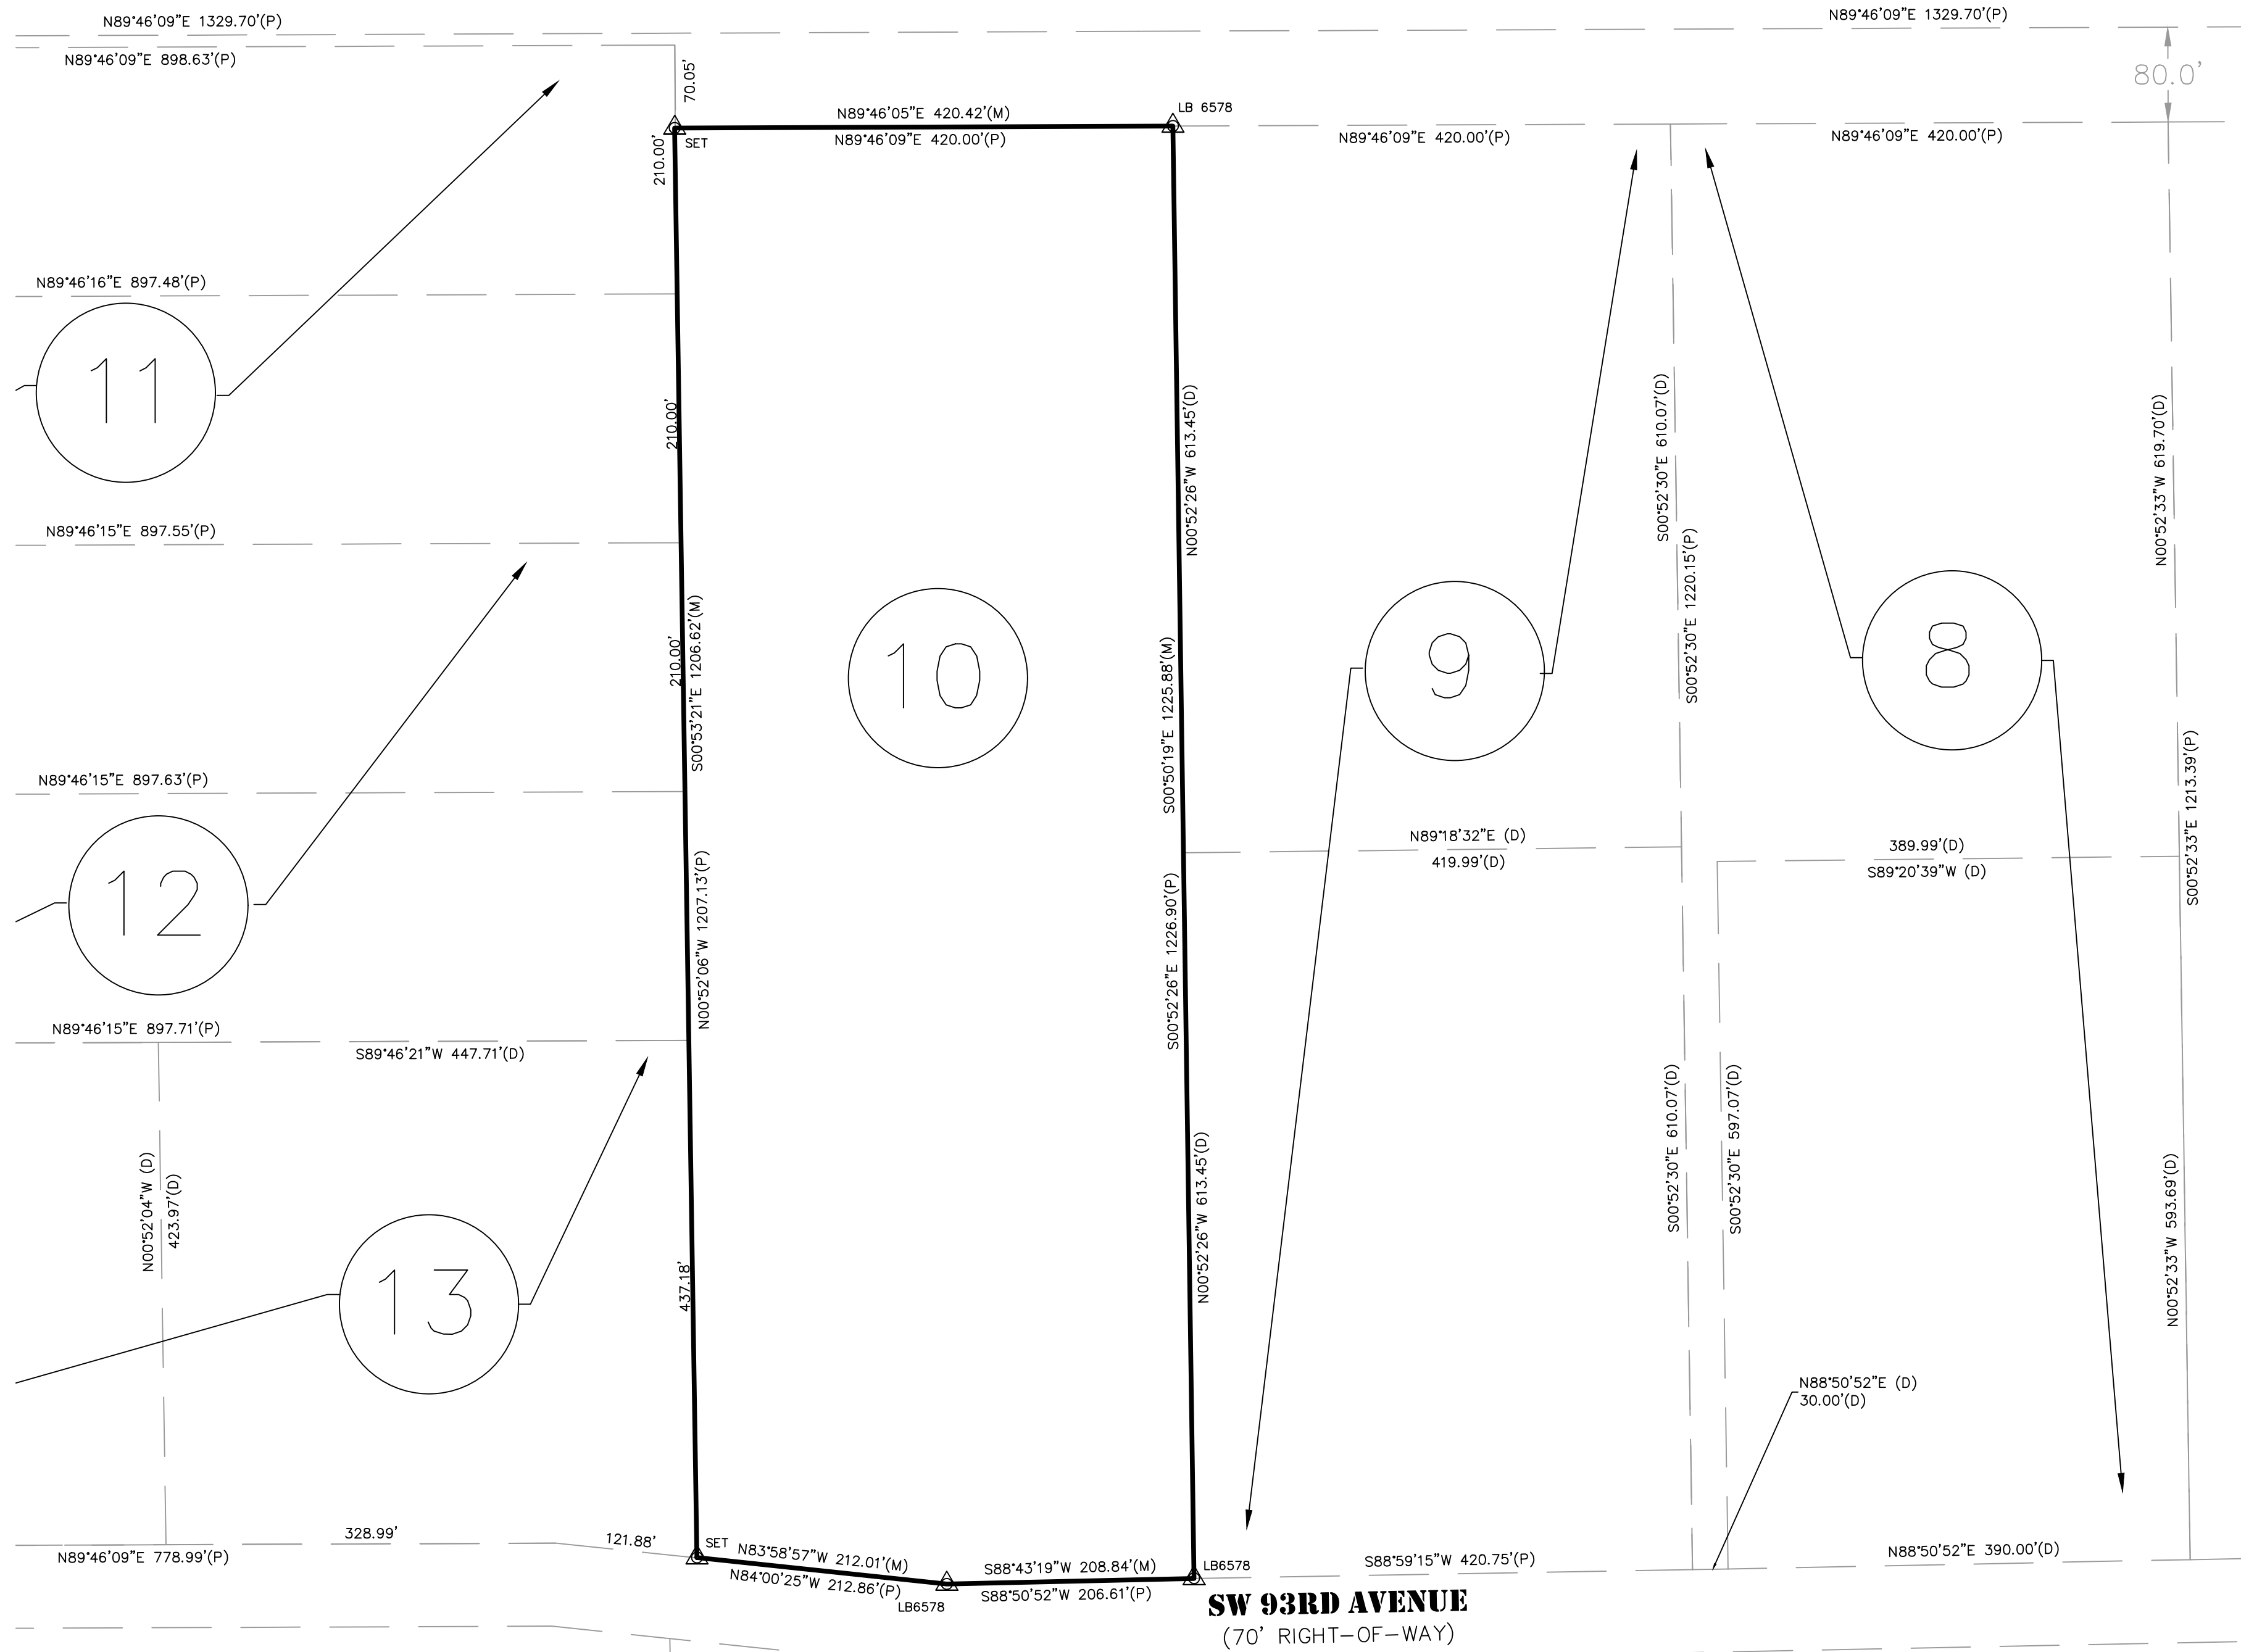 N89°46'09"E 1329.70'(P)
N89°46'09"E 898.63'(P)
N89°46'09"E 1329.70'(P)
80.0'
70.05'
N89°46'05"E 420.42'(M)
N89°46'09"E 420.00'(P)
LB 6578
SET
210.00'
N89°46'09"E 420.00'(P)
N89°46'09"E 420.00'(P)
N89°46'16"E 897.48'(P)
11
210.00'
N00°52'26"W 613.45'(D)
S00°52'30"E 610.07'(D)
N00°52'33"W 619.70'(D)
N89°46'15"E 897.55'(P)
S00°52'30"E 1220.15'(P)
210.00'
S00°53'21"E 1206.62'(M)
10
S00°50'19"E 1225.88'(M)
9
8
N89°46'15"E 897.63'(P)
S00°52'33"E 1213.39'(P)
N89°18'32"E (D)
419.99'(D)
389.99'(D)
S89°20'39"W (D)
12
N00°52'06"W 1207.13'(P)
S00°52'26"E 1226.90'(P)
N89°46'15"E 897.71'(P)
S89°46'21"W 447.71'(D)
N00°52'04"W (D)
423.97'(D)
13
437.18'
N00°52'26"W 613.45'(D)
S00°52'30"E 610.07'(D)
S00°52'30"E 597.07'(D)
N00°52'33"W 593.69'(D)
N88°50'52"E (D)
30.00'(D)
328.99'
N89°46'09"E 778.99'(P)
121.88'
SET
N83°58'57"W 212.01'(M)
N84°00'25"W 212.86'(P)
LB6578
S88°43'19"W 208.84'(M)
S88°50'52"W 206.61'(P)
LB6578
S88°59'15"W 420.75'(P)
N88°50'52"E 390.00'(D)
SW 93RD AVENUE
(70' RIGHT-OF-WAY)